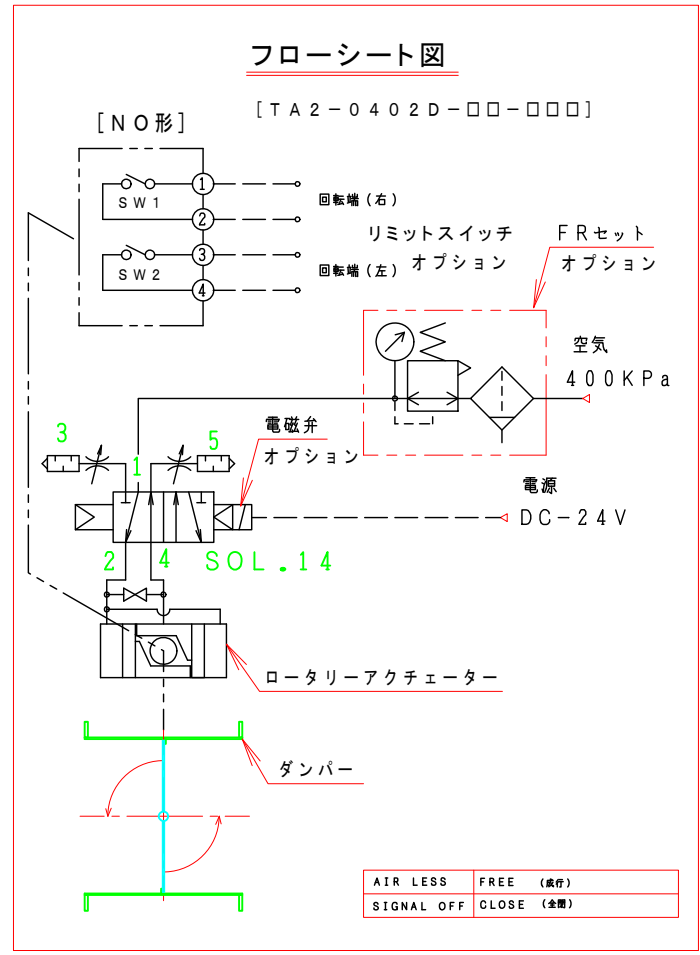 フローシート図
[TA2-0402D-□□-□□□]
[NO形]
1
SW1
2
回転端(右)
3
SW2
4
回転端(左)
リミットスイッチ
オプション
FRセット
オプション
空気
400KPa
電磁弁
オプション
3
1
5
電源
DC-24V
2
4
SOL.14
ロータリーアクチェーター
ダンパー
AIR LESS FREE (成行)
SIGNAL OFF CLOSE (全閉)